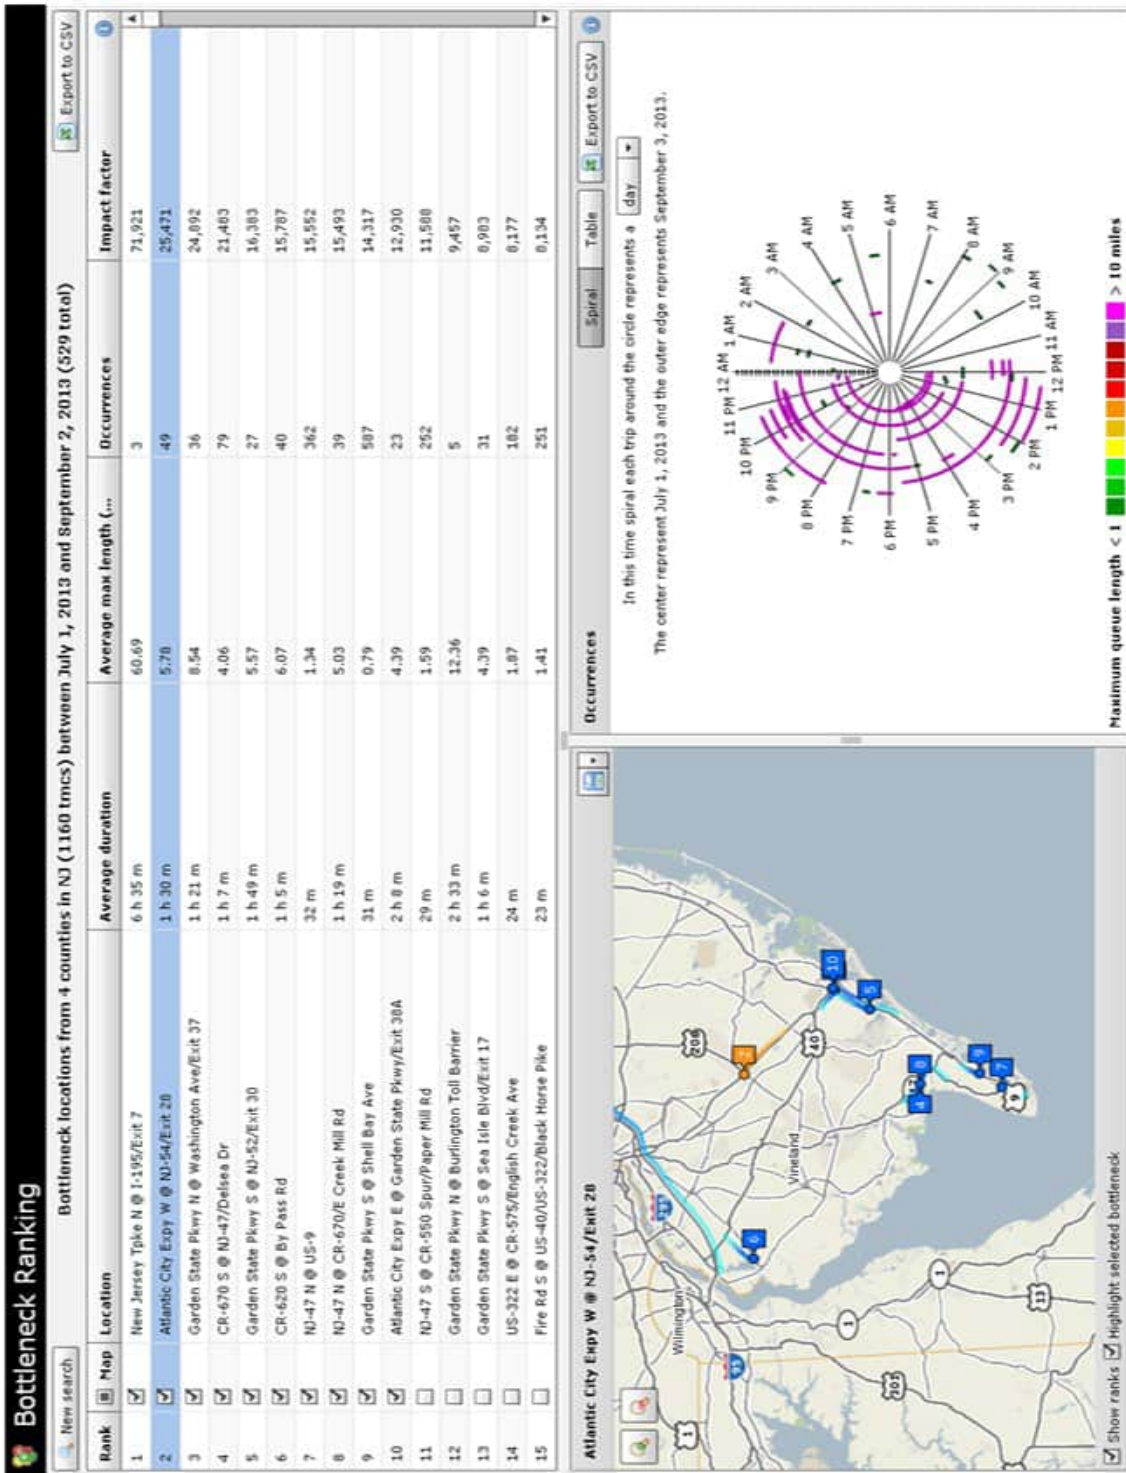 Bottleneck Ranking
New search
Bottleneck locations from 4 counties in NJ (1160 tmcs) between July 1, 2013 and September 2, 2013 (529 total)
Export to CSV
Rank Map Location Average duration Average max length (... Occurrences Impact factor
1 New Jersey Tpke N @ I-195/Exit 7 6 h 35 m 60.69 3 71,921
2 Atlantic City Expy W @ NJ-54/Exit 28 1 h 30 m 5.78 49 25,471
3 Garden State Pkwy N @ Washington Ave/Exit 37 1 h 21 m 8.54 36 24,892
4 CR-670 S @ NJ-47/Delsea Dr 1 h 7 m 4.06 79 21,483
5 Garden State Pkwy S @ NJ-52/Exit 30 1 h 49 m 5.57 27 16,383
6 CR-620 S @ By Pass Rd 1 h 5 m 6.07 40 15,787
7 NJ-47 N @ US-9 32 m 1.34 362 15,552
8 NJ-47 N @ CR-670/E Creek Mill Rd 1 h 19 m 5.03 39 15,493
9 Garden State Pkwy S @ Shell Bay Ave 31 m 0.79 587 14,317
10 Atlantic City Expy E @ Garden State Pkwy/Exit 38A 2 h 8 m 4.39 23 12,930
11 NJ-47 S @ CR-550 Spur/Paper Mill Rd 29 m 1.59 252 11,588
12 Garden State Pkwy N @ Burlington Toll Barrier 2 h 33 m 12.36 5 9,457
13 Garden State Pkwy S @ Sea Isle Blvd/Exit 17 1 h 6 m 4.39 31 8,983
14 US-322 E @ CR-575/English Creek Ave 24 m 1.87 182 8,177
15 Fire Rd S @ US-40/US-322/Black Horse Pike 23 m 1.41 251 8,134
Atlantic City Expy W @ NJ-54/Exit 28
1
Wilmington
95
295
206
2
40
Vineland
6
10
5
4
8
9
7
9
1
1
113
Show ranks Highlight selected bottleneck
Occurrences
Spiral Table Export to CSV
In this time spiral each trip around the circle represents a day
The center represent July 1, 2013 and the outer edge represents September 3, 2013.
12 AM
1 AM
2 AM
3 AM
4 AM
5 AM
6 AM
7 AM
8 AM
9 AM
10 AM
11 AM
12 PM
1 PM
2 PM
3 PM
4 PM
5 PM
6 PM
7 PM
8 PM
9 PM
10 PM
11 PM
Maximum queue length < 1 > 10 miles